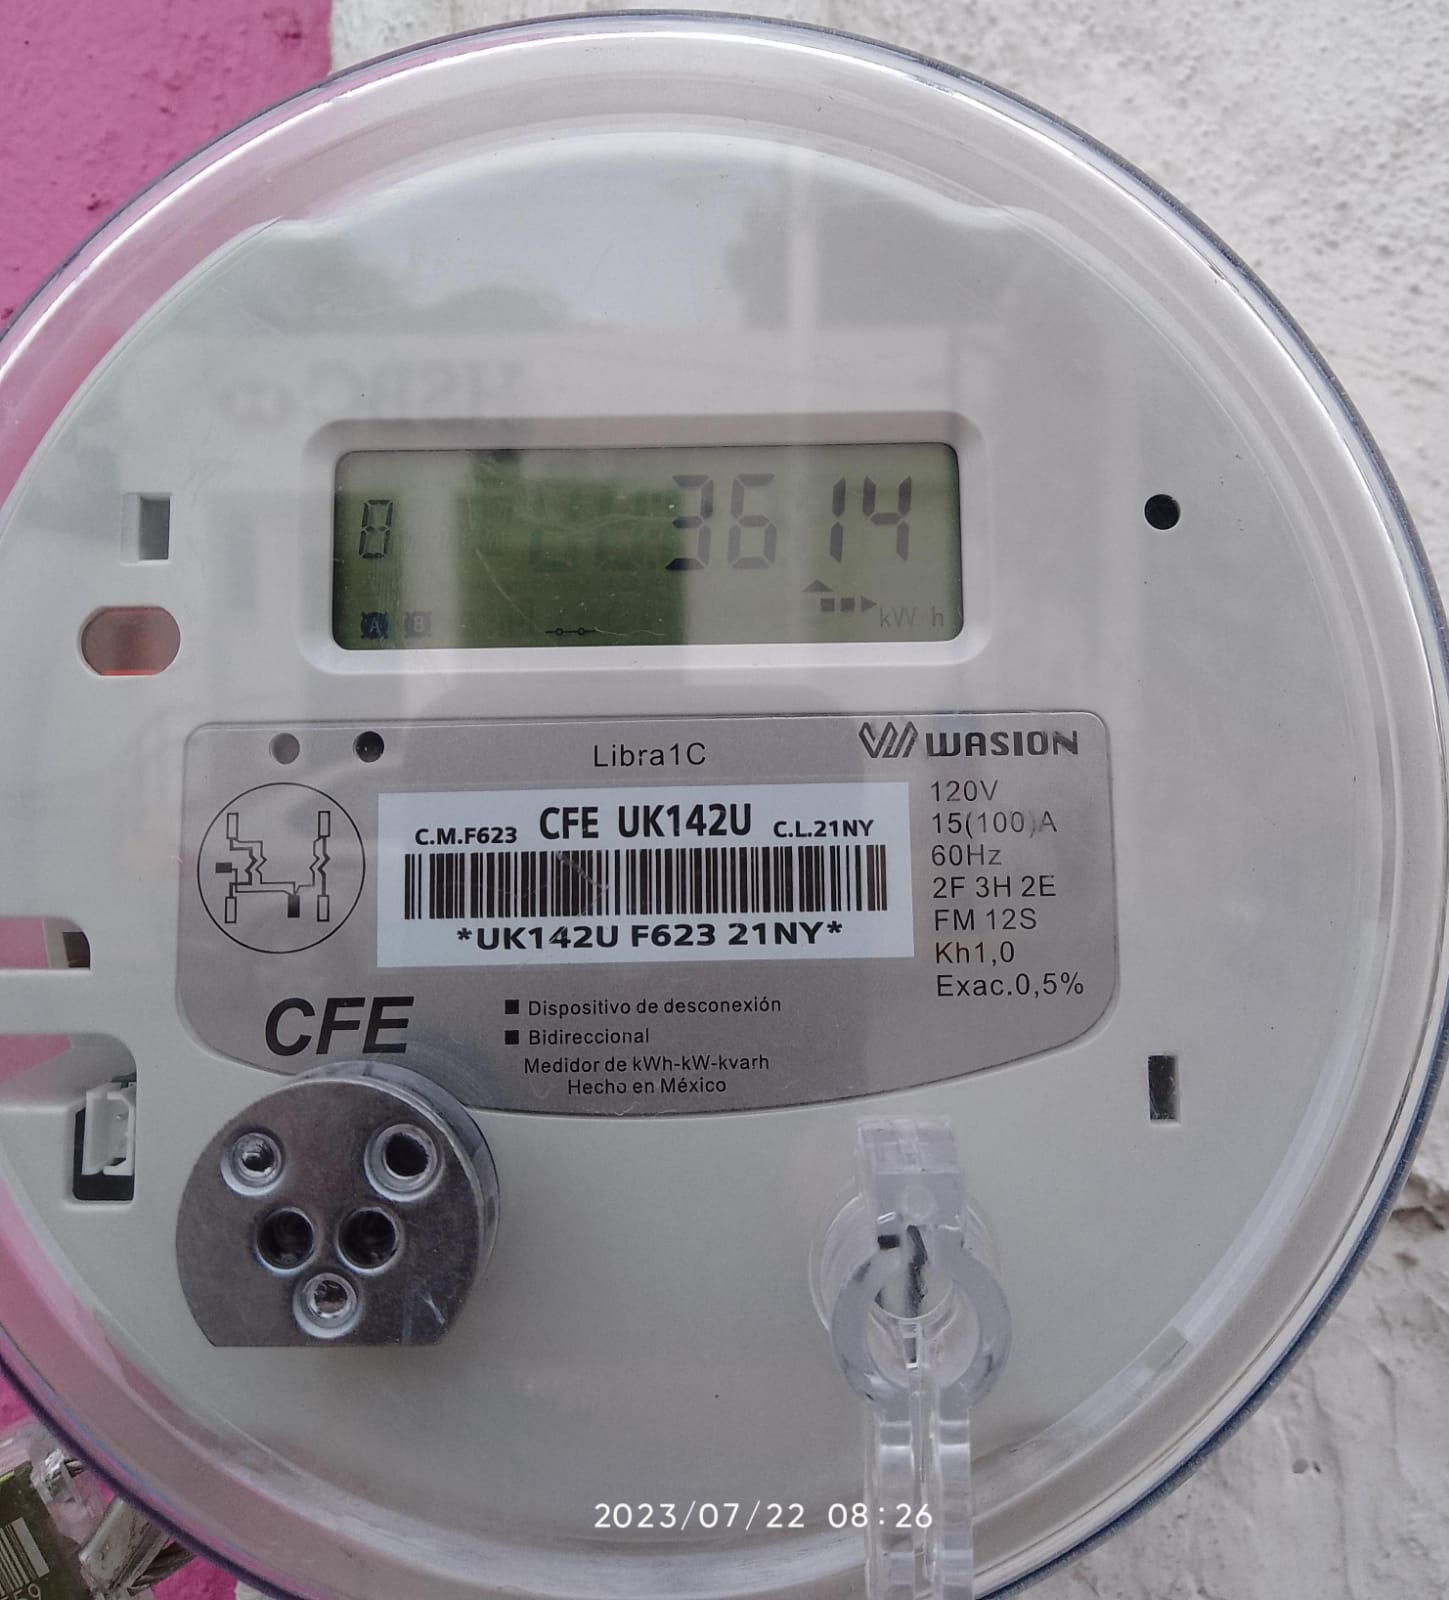 8 3614
A B kW h
Libra1C
WASION
C.M.F623 CFE UK142U C.L.21NY
*UK142U F623 21NY*
120V
15(100)A
60Hz
2F 3H 2E
FM 12S
Kh1,0
Exac.0,5%
CFE
Dispositivo de desconexión
Bidireccional
Medidor de kWh-kW-kvarh
Hecho en México
2023/07/22 08:26